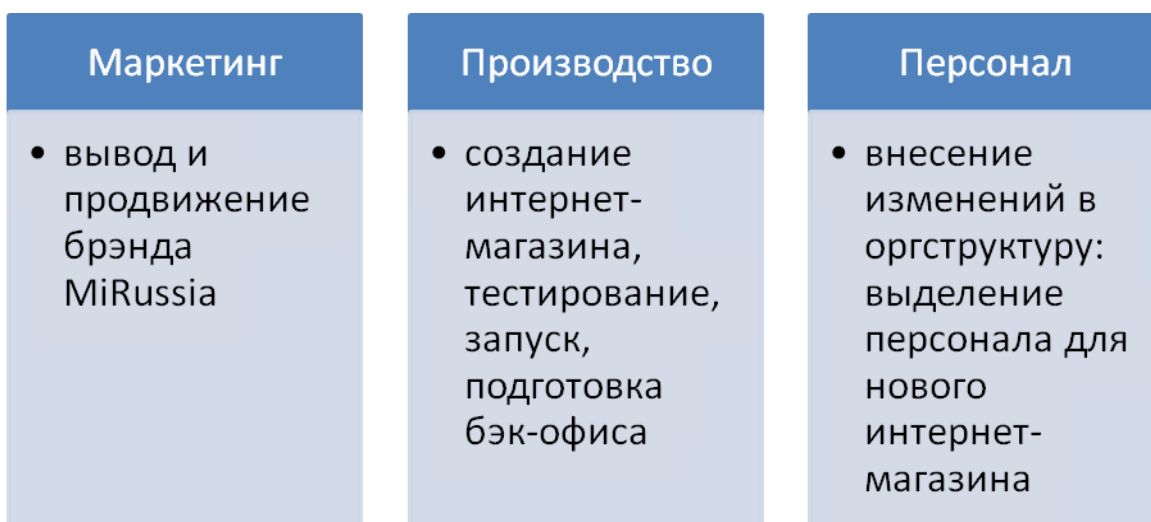 Маркетинг
• вывод и
продвижение
брэнда
MiRussia
Производство
• создание
интернет-
магазина,
тестирование,
запуск,
подготовка
бэк-офиса
Персонал
• внесение
изменений в
оргструктуру:
выделение
персонала для
нового
интернет-
магазина